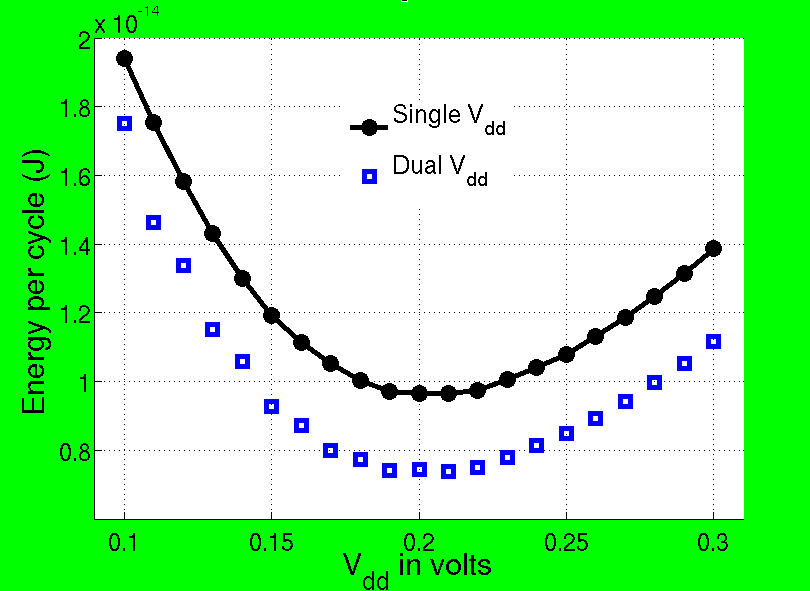 x 10^-14
2
1.8
1.6
1.4
1.2
1
0.8
Energy per cycle (J)
Single V_dd
Dual V_dd
0.1 0.15 0.2 0.25 0.3
V_dd in volts